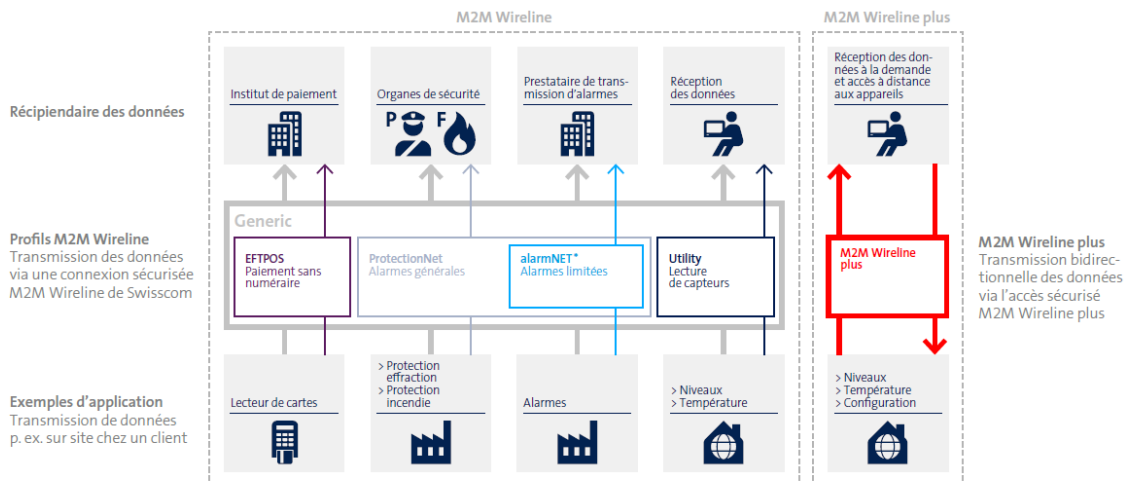 M2M Wireline
M2M Wireline plus
Récipiendaire des données
Institut de paiement
Organes de sécurité
P F
Prestataire de trans-
mission d'alarmes
Réception
des données
Réception des don-
nées à la demande
et accès à distance
aux appareils
Profils M2M Wireline
Transmission des données
via une connexion sécurisée
M2M Wireline de Swisscom
Generic
EFTPOS
Paiement sans
numéraire
ProtectionNet
Alarmes générales
alarmNET*
Alarmes limitées
Utility
Lecture
de capteurs
M2M Wireline
plus
M2M Wireline plus
Transmission bidirec-
tionnelle des données
via l'accès sécurisé
M2M Wireline plus
Exemples d'application
Transmission de données
p. ex. sur site chez un client
Lecteur de cartes
> Protection
effraction
> Protection
incendie
Alarmes
> Niveaux
> Température
> Niveaux
> Température
> Configuration